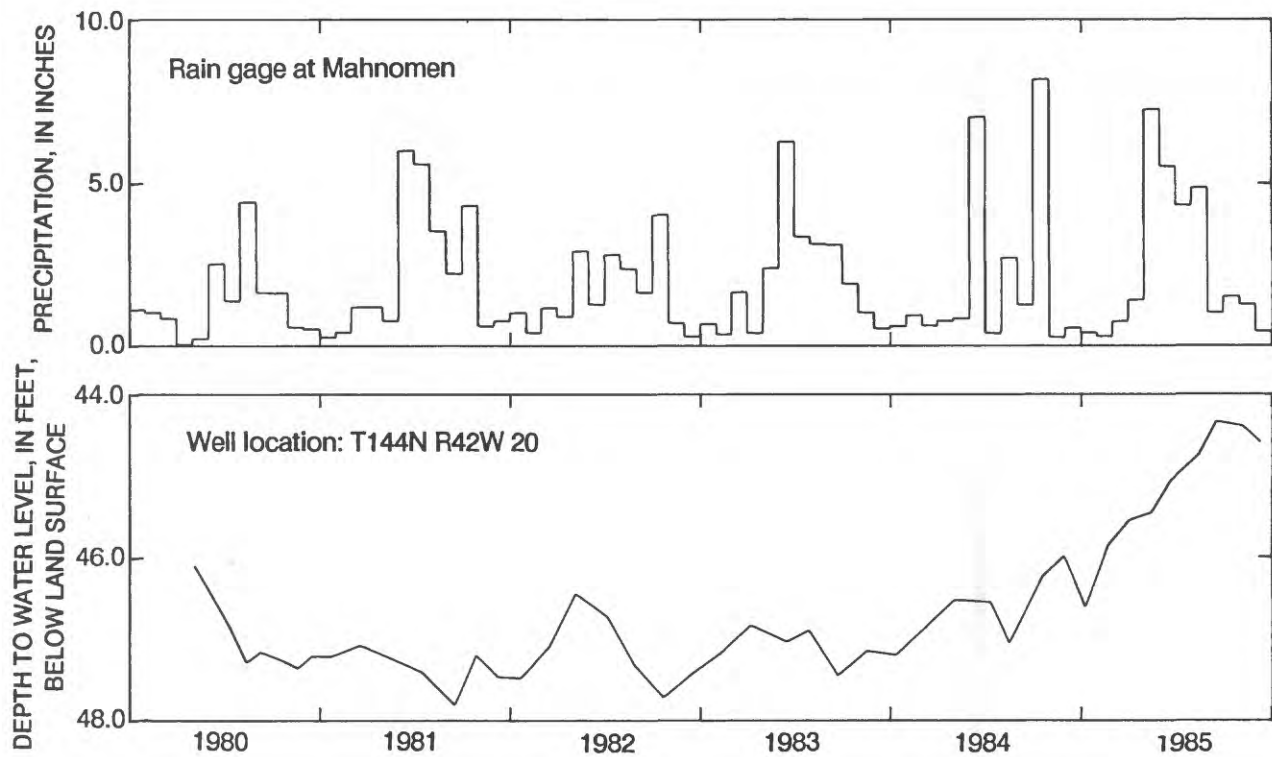 PRECIPITATION, IN INCHES
10.0
5.0
0.0
Rain gage at Mahnomen
DEPTH TO WATER LEVEL, IN FEET,
BELOW LAND SURFACE
44.0
46.0
48.0
Well location: T144N R42W 20
1980 1981 1982 1983 1984 1985